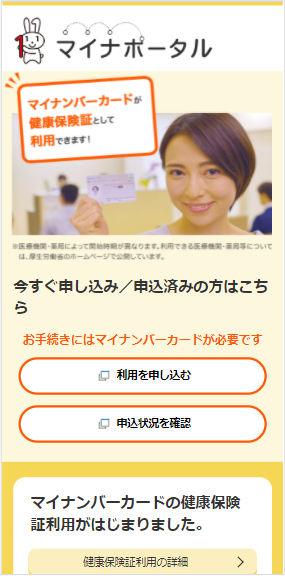 マイナポータル
マイナンバーカードが
健康保険証として
利用できます!
※医療機関・薬局によって開始時期が異なります。利用できる医療機関・薬局等について
は、厚生労働省のホームページで公開しています。
今すぐ申し込み／申込済みの方はこち
ら
お手続きにはマイナンバーカードが必要です
利用を申し込む
申込状況を確認
マイナンバーカードの健康保険
証利用がはじまりました。
健康保険証利用の詳細